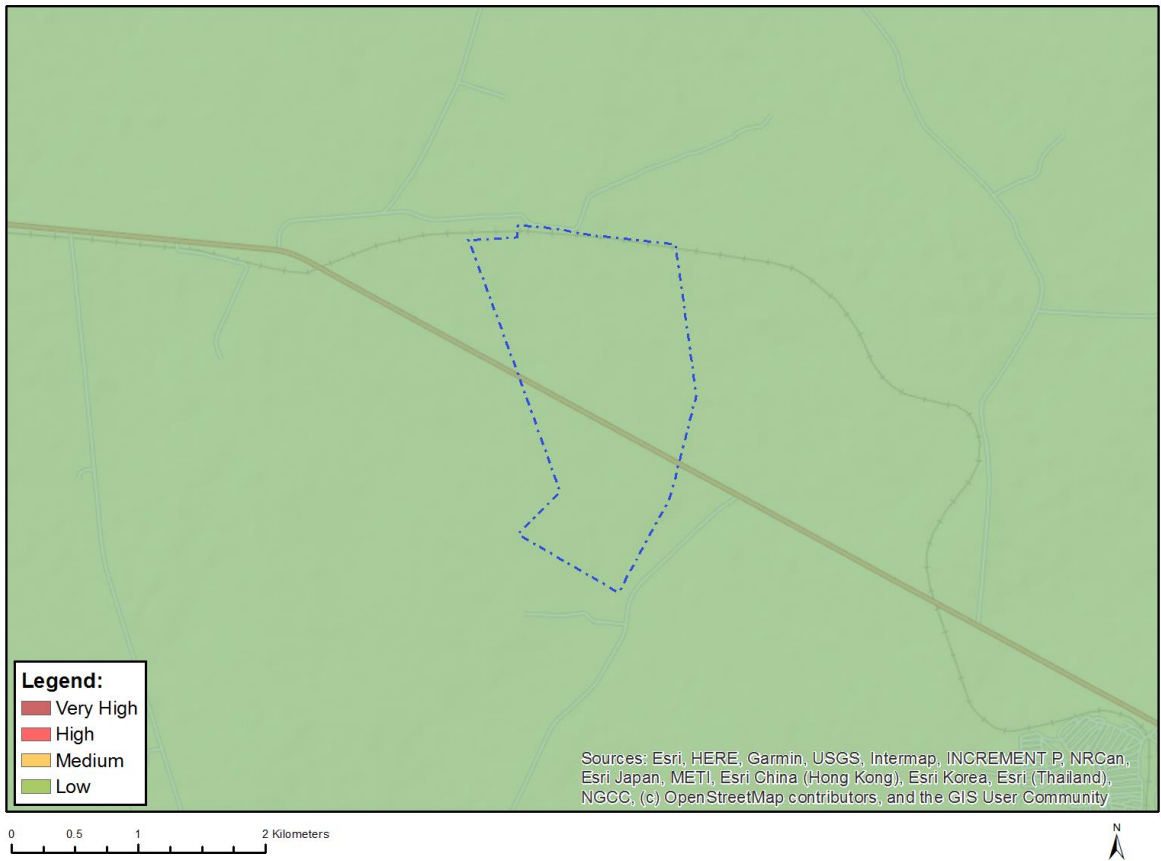 Legend:
Very High
High
Medium
Low
Sources: Esri, HERE, Garmin, USGS, Intermap, INCREMENT P, NRCan,
Esri Japan, METI, Esri China (Hong Kong), Esri Korea, Esri (Thailand),
NGCC, (c) OpenStreetMap contributors, and the GIS User Community
0 0.5 1 2 Kilometers
N